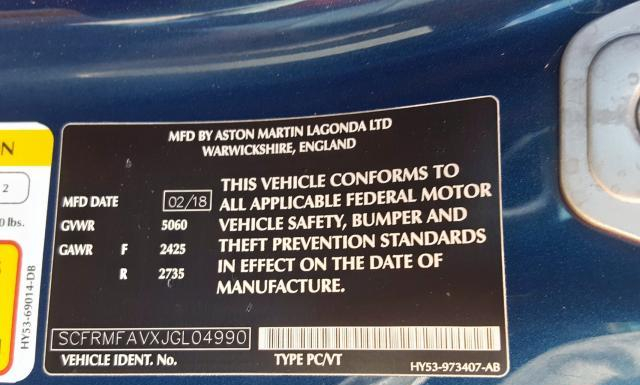 N
2
0 lbs.
HY53-69014-DB
MFD BY ASTON MARTIN LAGONDA LTD
WARWICKSHIRE, ENGLAND
MFD DATE 02/18
GVWR 5060
GAWR F 2425
R 2735
THIS VEHICLE CONFORMS TO
ALL APPLICABLE FEDERAL MOTOR
VEHICLE SAFETY, BUMPER AND
THEFT PREVENTION STANDARDS
IN EFFECT ON THE DATE OF
MANUFACTURE.
SCFRMFAVXJGL04990
VEHICLE IDENT. No. TYPE PC/VT
HY53-973407-AB